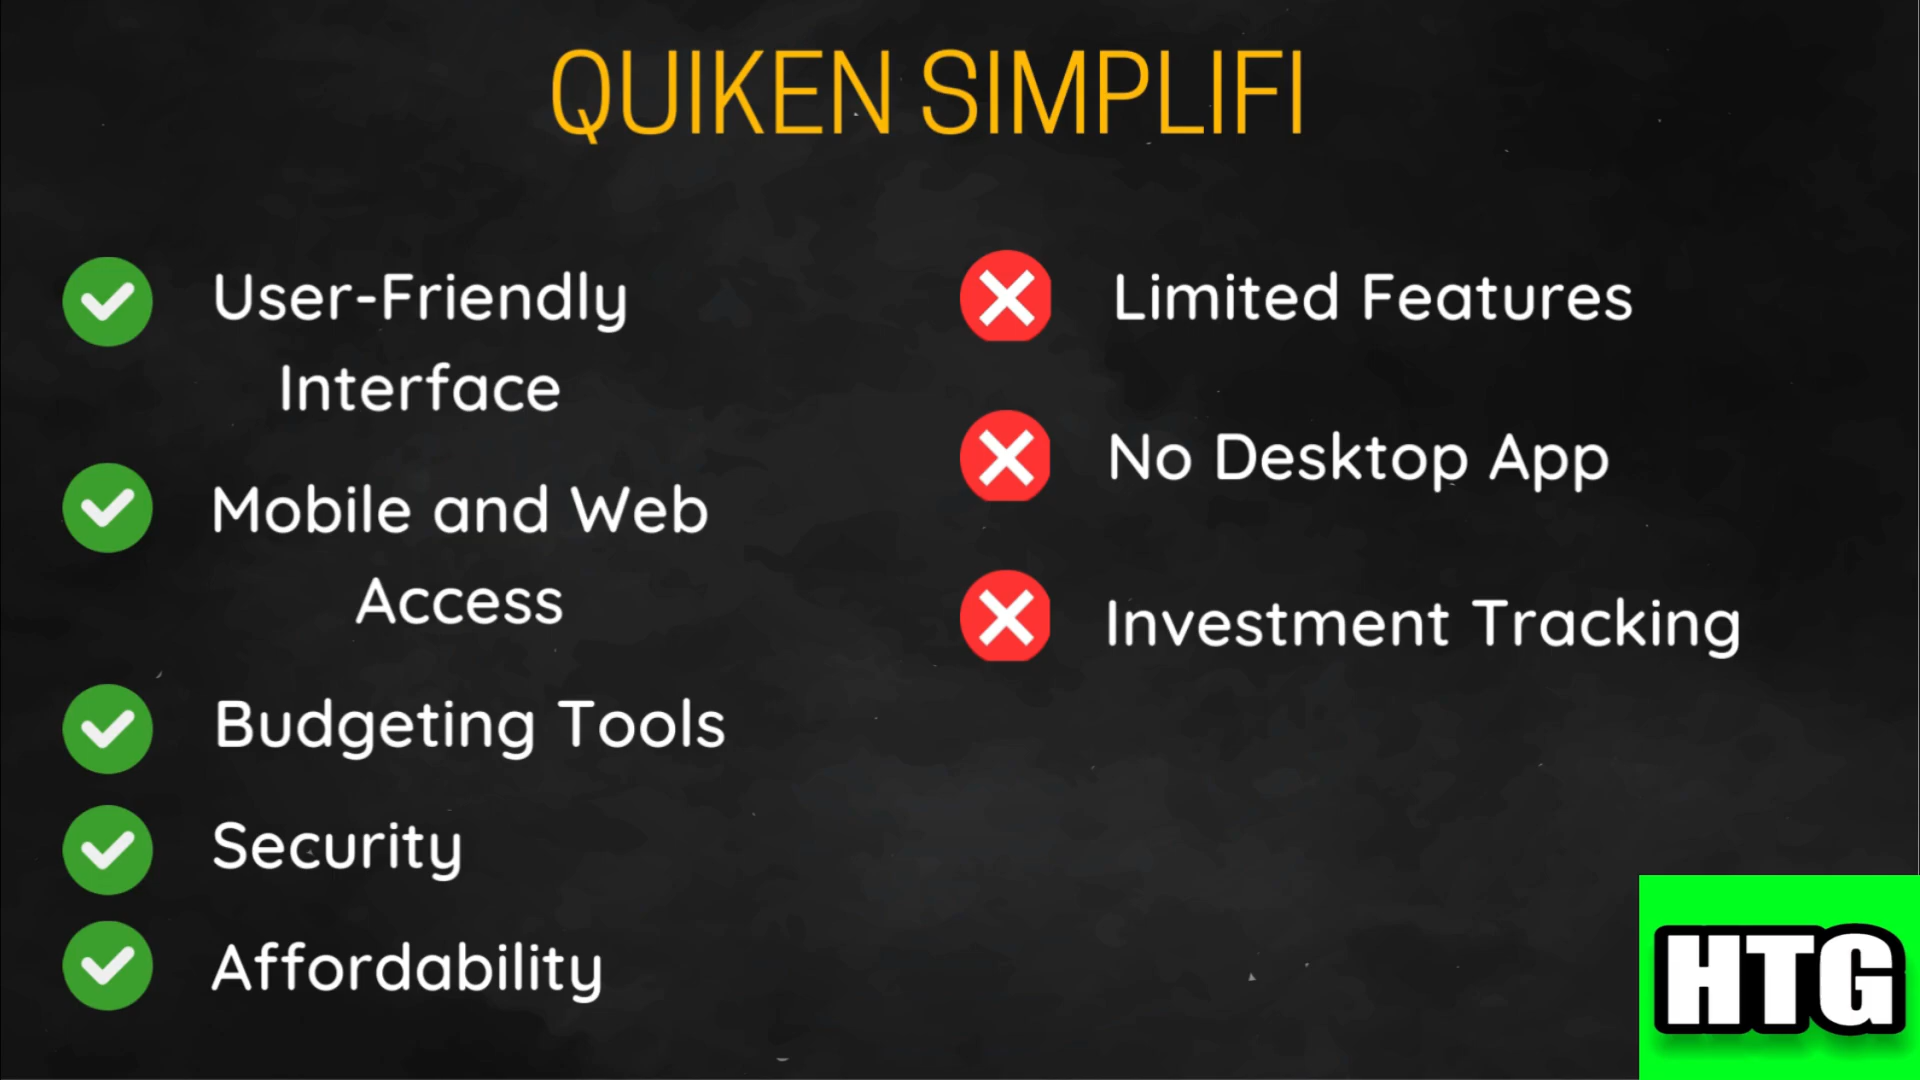 QUIKEN SIMPLIFI
User-Friendly
Interface
Mobile and Web
Access
Budgeting Tools
Security
Affordability
Limited Features
No Desktop App
Investment Tracking
HTG